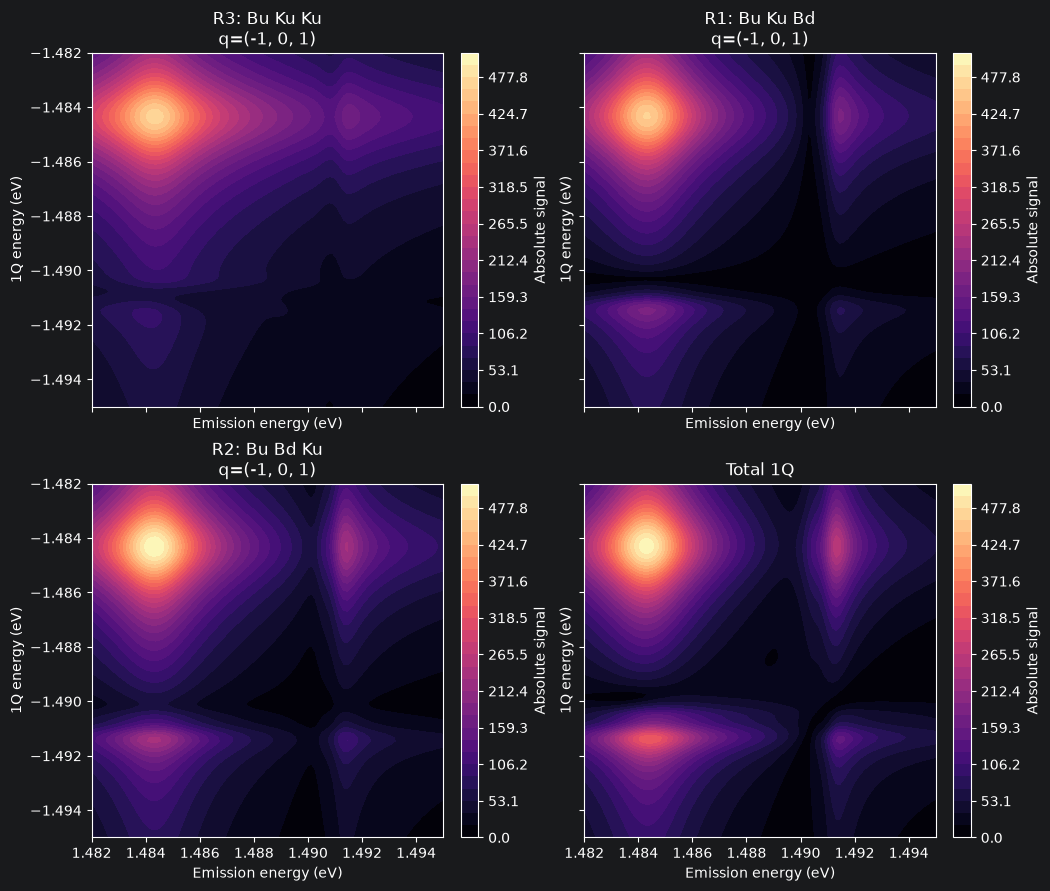 R3: Bu Ku Ku
q=(-1, 0, 1)
−1.482
−1.484
−1.486
−1.488
−1.490
−1.492
−1.494
1Q energy (eV)
Emission energy (eV)
477.8
424.7
371.6
318.5
265.5
212.4
159.3
106.2
53.1
0.0
Absolute signal
R1: Bu Ku Bd
q=(-1, 0, 1)
1Q energy (eV)
Emission energy (eV)
477.8
424.7
371.6
318.5
265.5
212.4
159.3
106.2
53.1
0.0
Absolute signal
R2: Bu Bd Ku
q=(-1, 0, 1)
−1.482
−1.484
−1.486
−1.488
−1.490
−1.492
−1.494
1Q energy (eV)
1.482 1.484 1.486 1.488 1.490 1.492 1.494
Emission energy (eV)
477.8
424.7
371.6
318.5
265.5
212.4
159.3
106.2
53.1
0.0
Absolute signal
Total 1Q
1Q energy (eV)
1.482 1.484 1.486 1.488 1.490 1.492 1.494
Emission energy (eV)
477.8
424.7
371.6
318.5
265.5
212.4
159.3
106.2
53.1
0.0
Absolute signal